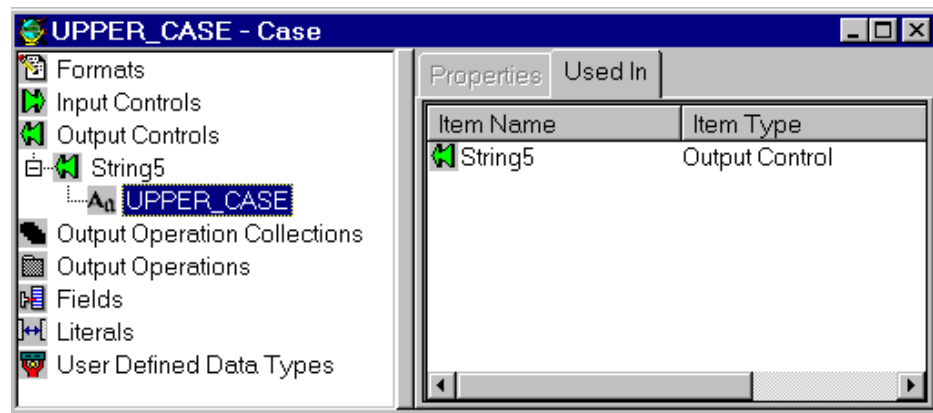 UPPER_CASE - Case
Formats
Input Controls
Output Controls
String5
UPPER_CASE
Output Operation Collections
Output Operations
Fields
Literals
User Defined Data Types
Properties Used In
Item Name Item Type
String5 Output Control